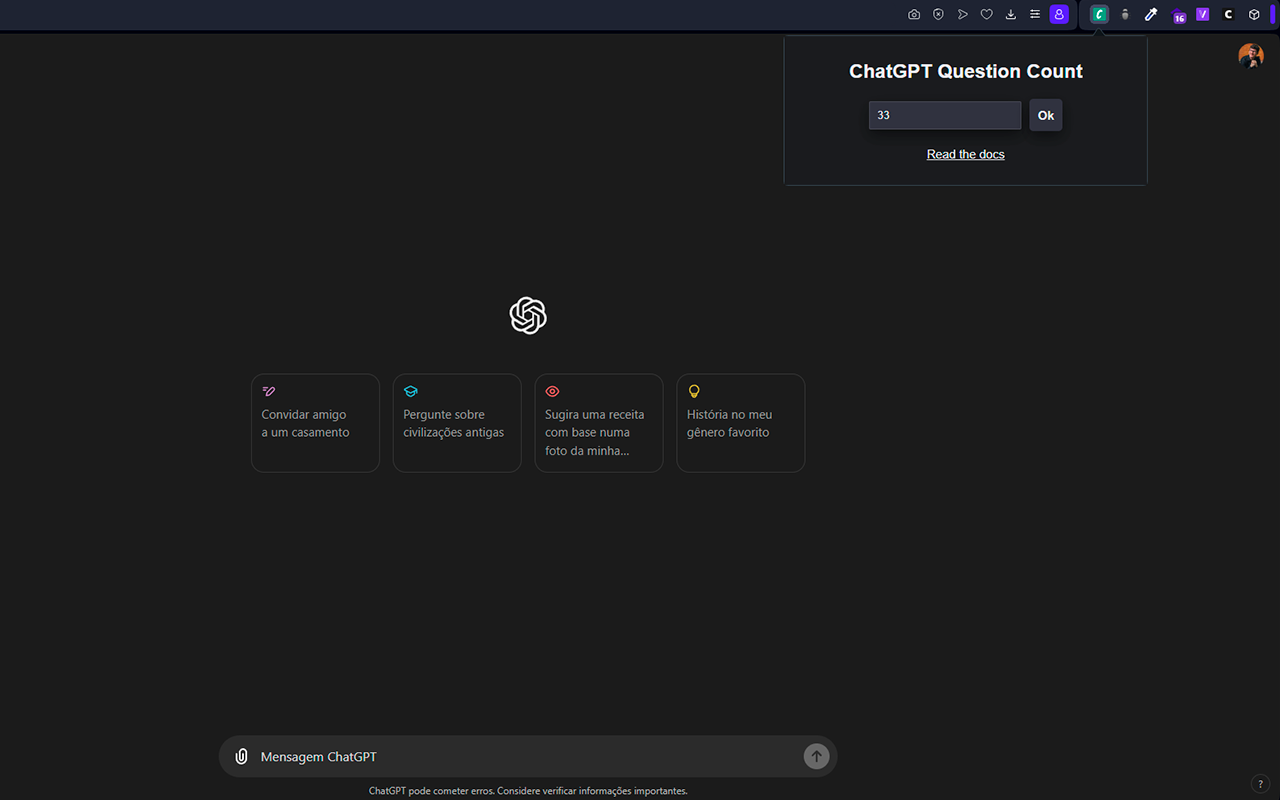 16
V
C
ChatGPT Question Count
33
Ok
Read the docs
Convidar amigo
a um casamento
Pergunte sobre
civilizações antigas
Sugira uma receita
com base numa
foto da minha...
História no meu
gênero favorito
Mensagem ChatGPT
ChatGPT pode cometer erros. Considere verificar informações importantes.
?